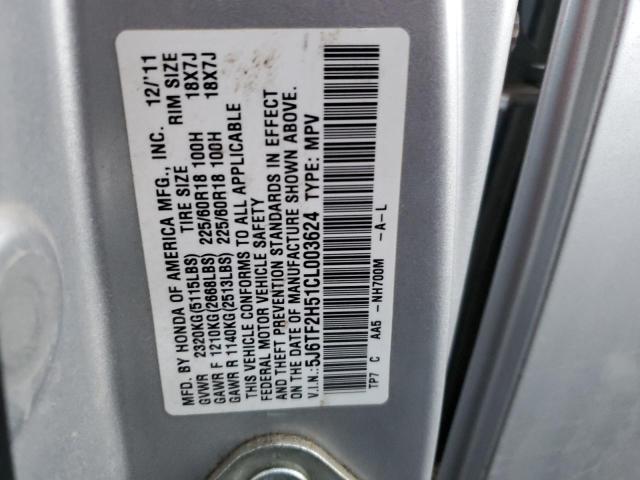 MFD. BY HONDA OF AMERICA MFG., INC. 12/'11
TIRE SIZE RIM SIZE
GVWR 2320KG(5115LBS)
GAWR F 1210KG(2668LBS) 225/60R18 100H 18X7J
GAWR R 1140KG(2513LBS) 225/60R18 100H 18X7J
THIS VEHICLE CONFORMS TO ALL APPLICABLE
FEDERAL MOTOR VEHICLE SAFETY
AND THEFT PREVENTION STANDARDS IN EFFECT
ON THE DATE OF MANUFACTURE SHOWN ABOVE.
V.I.N.:5J6TF2H51CL003624 TYPE: MPV
TP7 C AA5 -NH700M -A-L